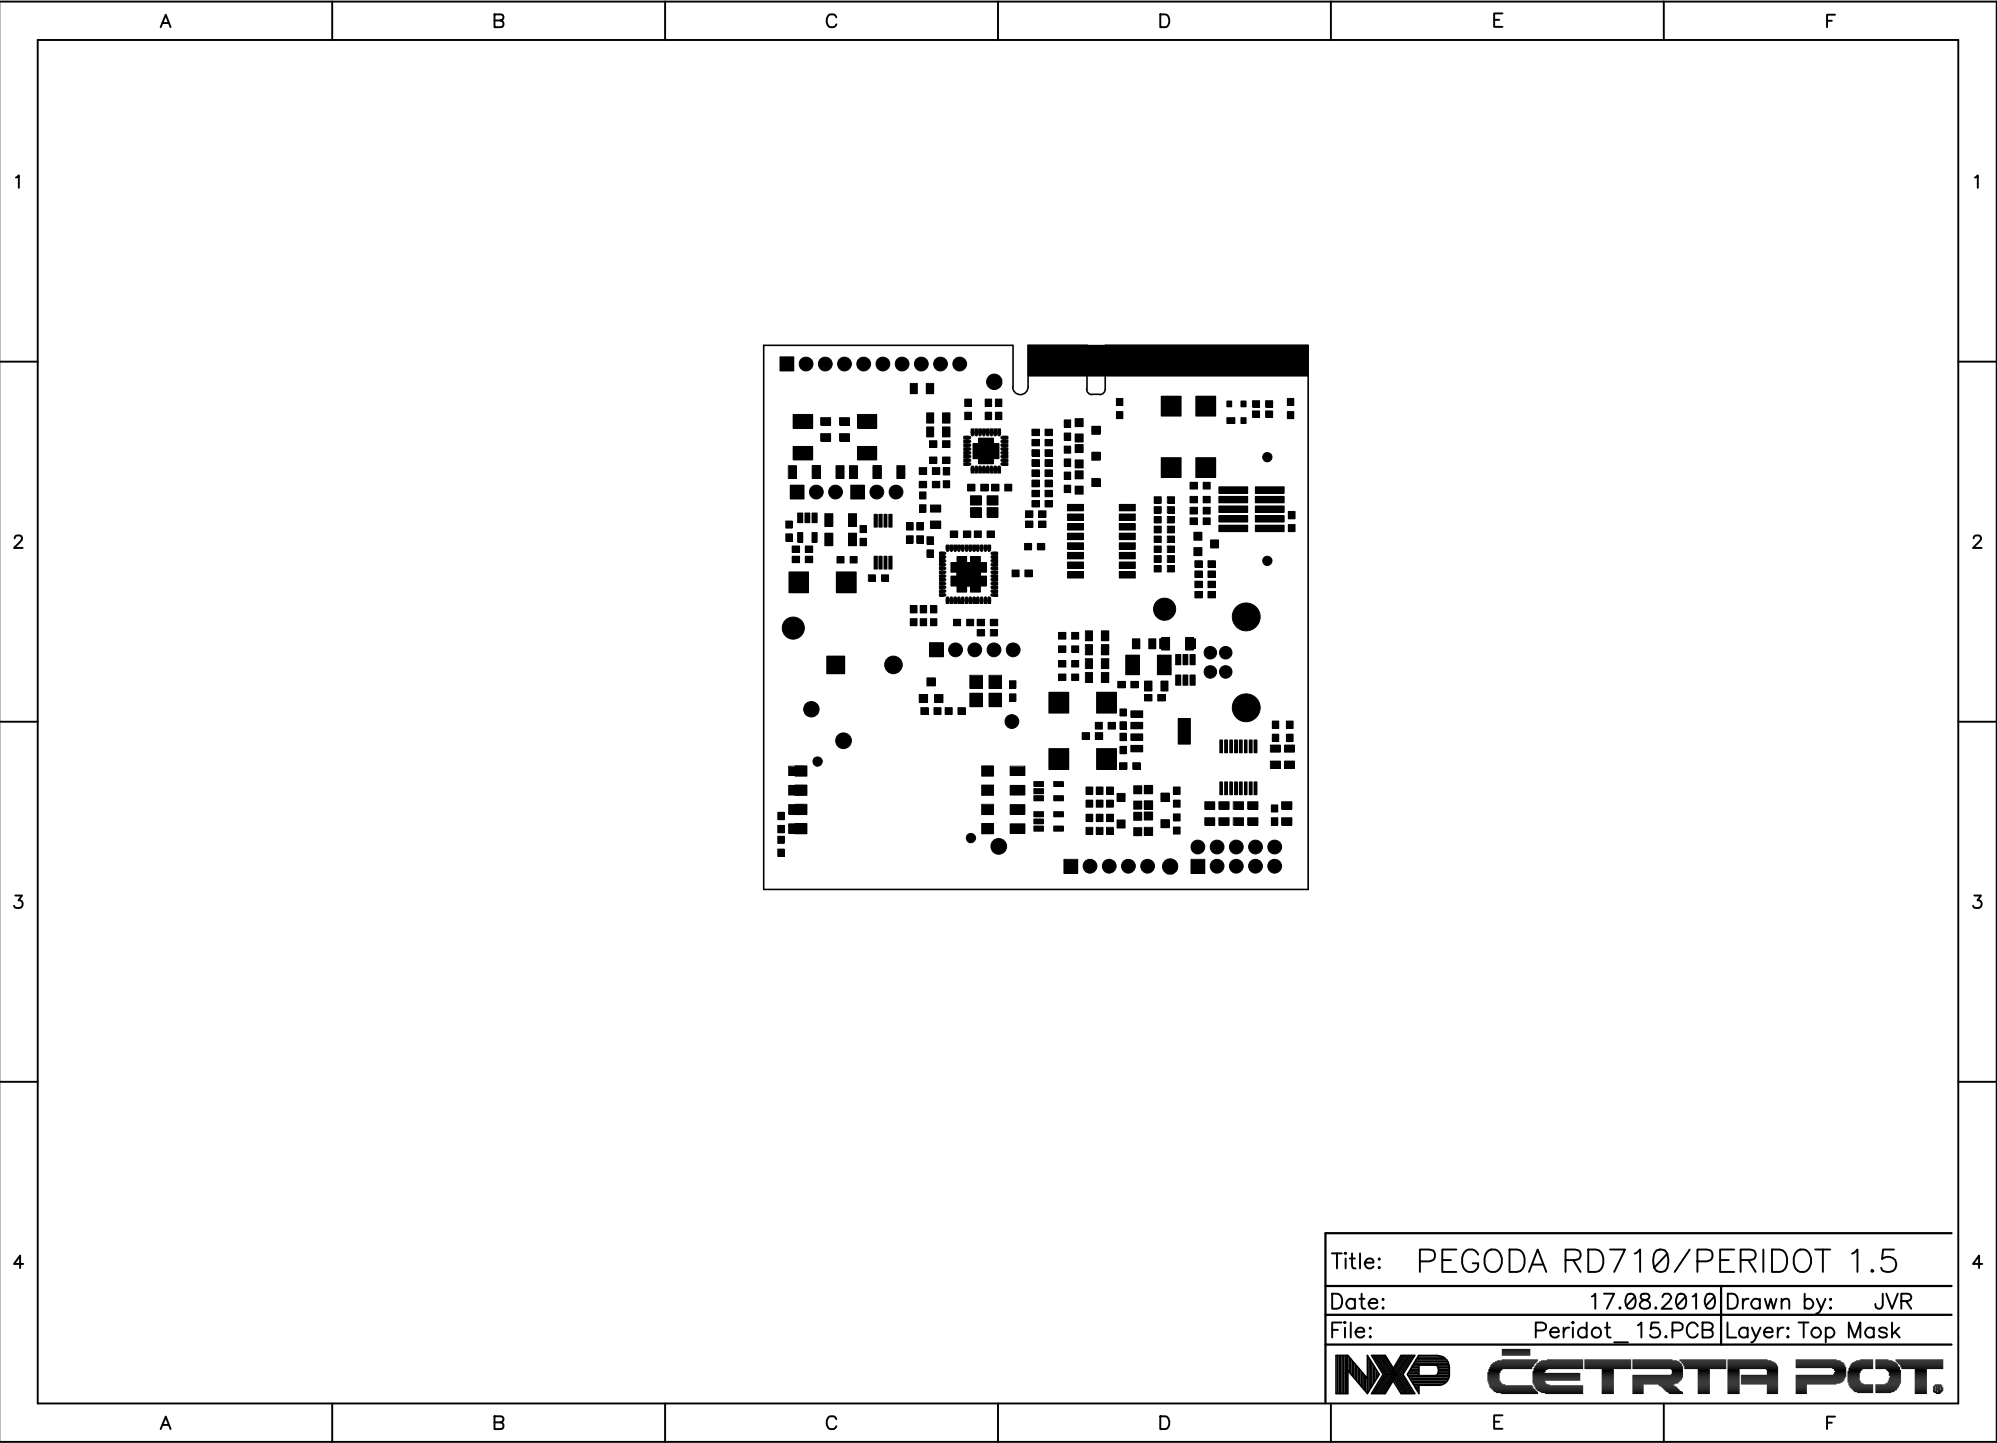 A B C D E F
1 1
2 2
3 3
4 4
Title: PEGODA RD710/PERIDOT 1.5
Date: 17.08.2010 Drawn by: JVR
File: Peridot_15.PCB Layer: Top Mask
NXP ČETRTA POT.
A B C D E F